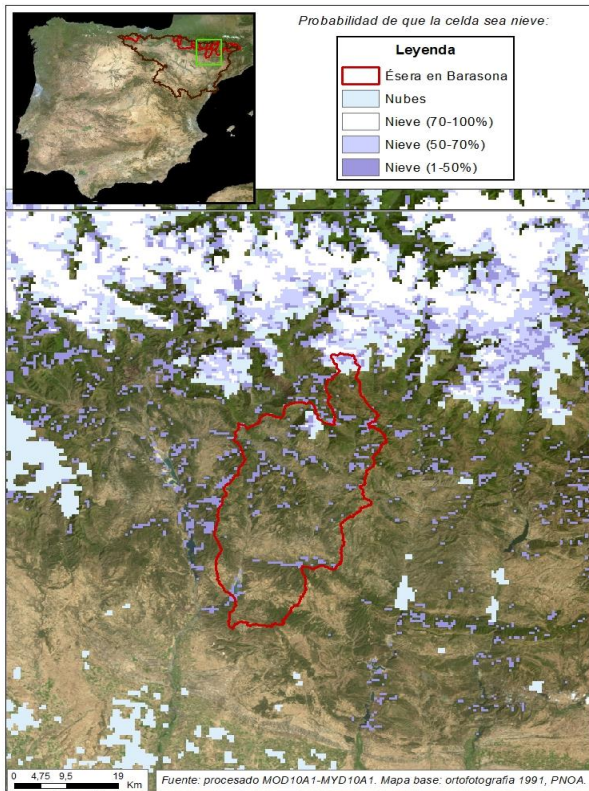 Probabilidad de que la celda sea nieve:
Leyenda
Ésera en Barasona
Nubes
Nieve (70-100%)
Nieve (50-70%)
Nieve (1-50%)
0 4,75 9,5 19
Km
Fuente: procesado MOD10A1-MYD10A1. Mapa base: ortofotografia 1991, PNOA.